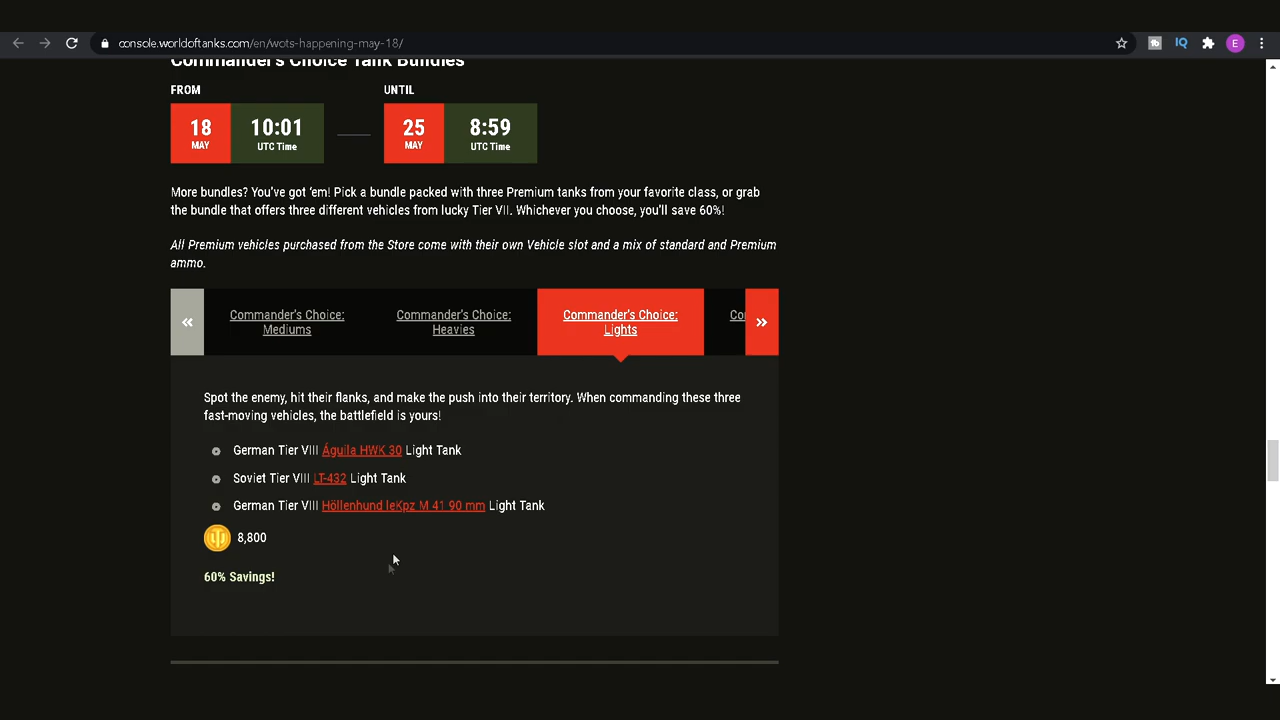 console.worldoftanks.com/en/wots-happening-may-18/
IQ
E
Commander's Choice Tank Bundles
FROM
UNTIL
18
MAY
10:01
UTC Time
25
MAY
8:59
UTC Time
More bundles? You've got 'em! Pick a bundle packed with three Premium tanks from your favorite class, or grab
the bundle that offers three different vehicles from lucky Tier VII. Whichever you choose, you'll save 60%!
All Premium vehicles purchased from the Store come with their own Vehicle slot and a mix of standard and Premium
ammo.
«
Commander's Choice:
Mediums
Commander's Choice:
Heavies
Commander's Choice:
Lights
Co
»
Spot the enemy, hit their flanks, and make the push into their territory. When commanding these three
fast-moving vehicles, the battlefield is yours!
German Tier VIII Águila HWK 30 Light Tank
Soviet Tier VIII LT-432 Light Tank
German Tier VIII Höllenhund leKpz M 41 90 mm Light Tank
8,800
60% Savings!